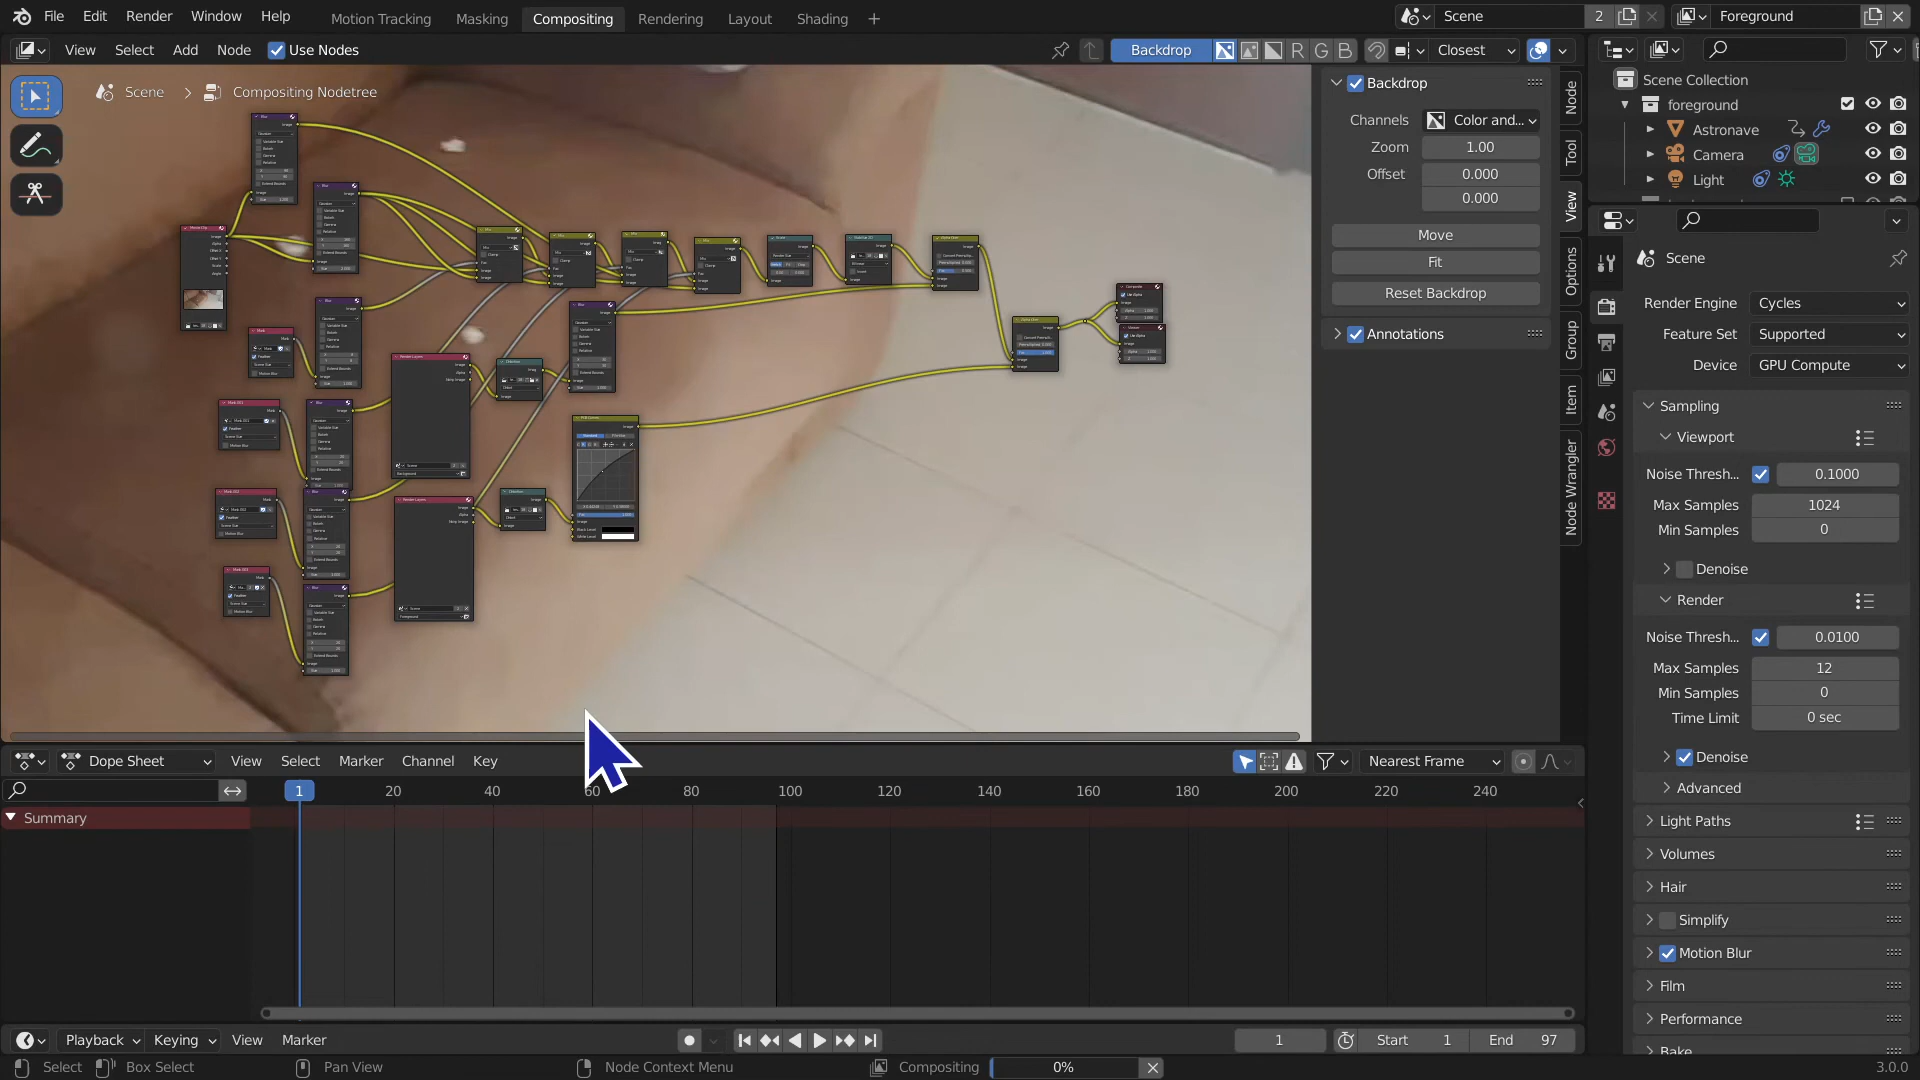 File Edit Render Window Help
Motion Tracking Masking Compositing Rendering Layout Shading
Scene 2
Foreground
View Select Add Node Use Nodes
Backdrop R G B Closest
Scene > Compositing Nodetree
Backdrop
Channels Color and...
Zoom 1.00
Offset 0.000
0.000
Move
Fit
Reset Backdrop
Annotations
Node
Tool
View
Options
Group
Item
Node Wrangler
Scene Collection
foreground
Astronave
Camera
Light
Scene
Render Engine Cycles
Feature Set Supported
Device GPU Compute
Sampling
Viewport
Noise Thresh... 0.1000
Max Samples 1024
Min Samples 0
Denoise
Render
Noise Thresh... 0.0100
Max Samples 12
Min Samples 0
Time Limit 0 sec
Denoise
Advanced
Light Paths
Volumes
Hair
Simplify
Motion Blur
Film
Performance
Bake
Dope Sheet View Select Marker Channel Key
Nearest Frame
1 20 40 60 80 100 120 140 160 180 200 220 240
Summary
Playback Keying View Marker
1 Start 1 End 97
Select Box Select Pan View Node Context Menu Compositing 0% 3.0.0